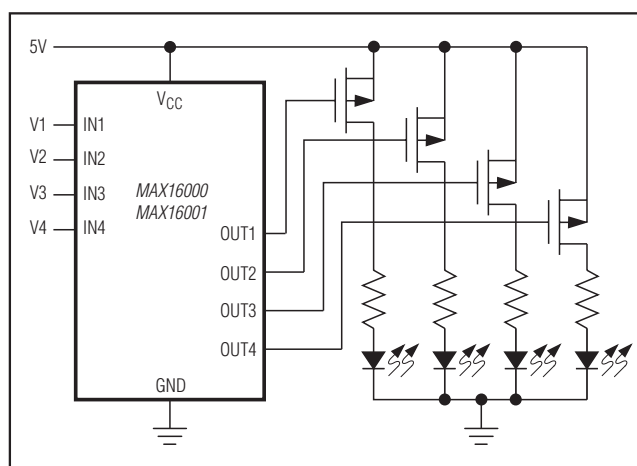 5V
VCC
V1 IN1
V2 IN2
V3 IN3
V4 IN4
MAX16000
MAX16001
OUT1
OUT2
OUT3
OUT4
GND